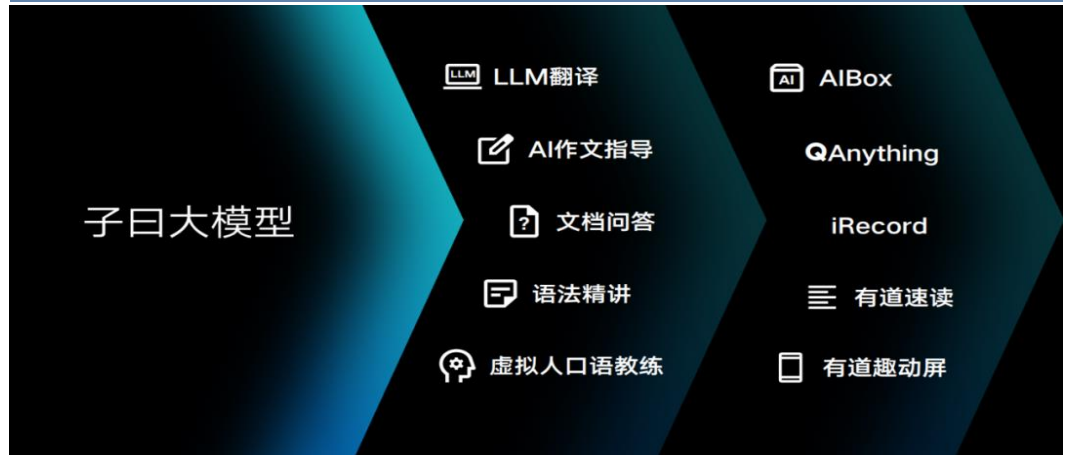 子曰大模型
LLM
LLM翻译
AI作文指导
?
文档问答
语法精讲
虚拟人口语教练
AI
AIBox
QAnything
iRecord
有道速读
有道趣动屏